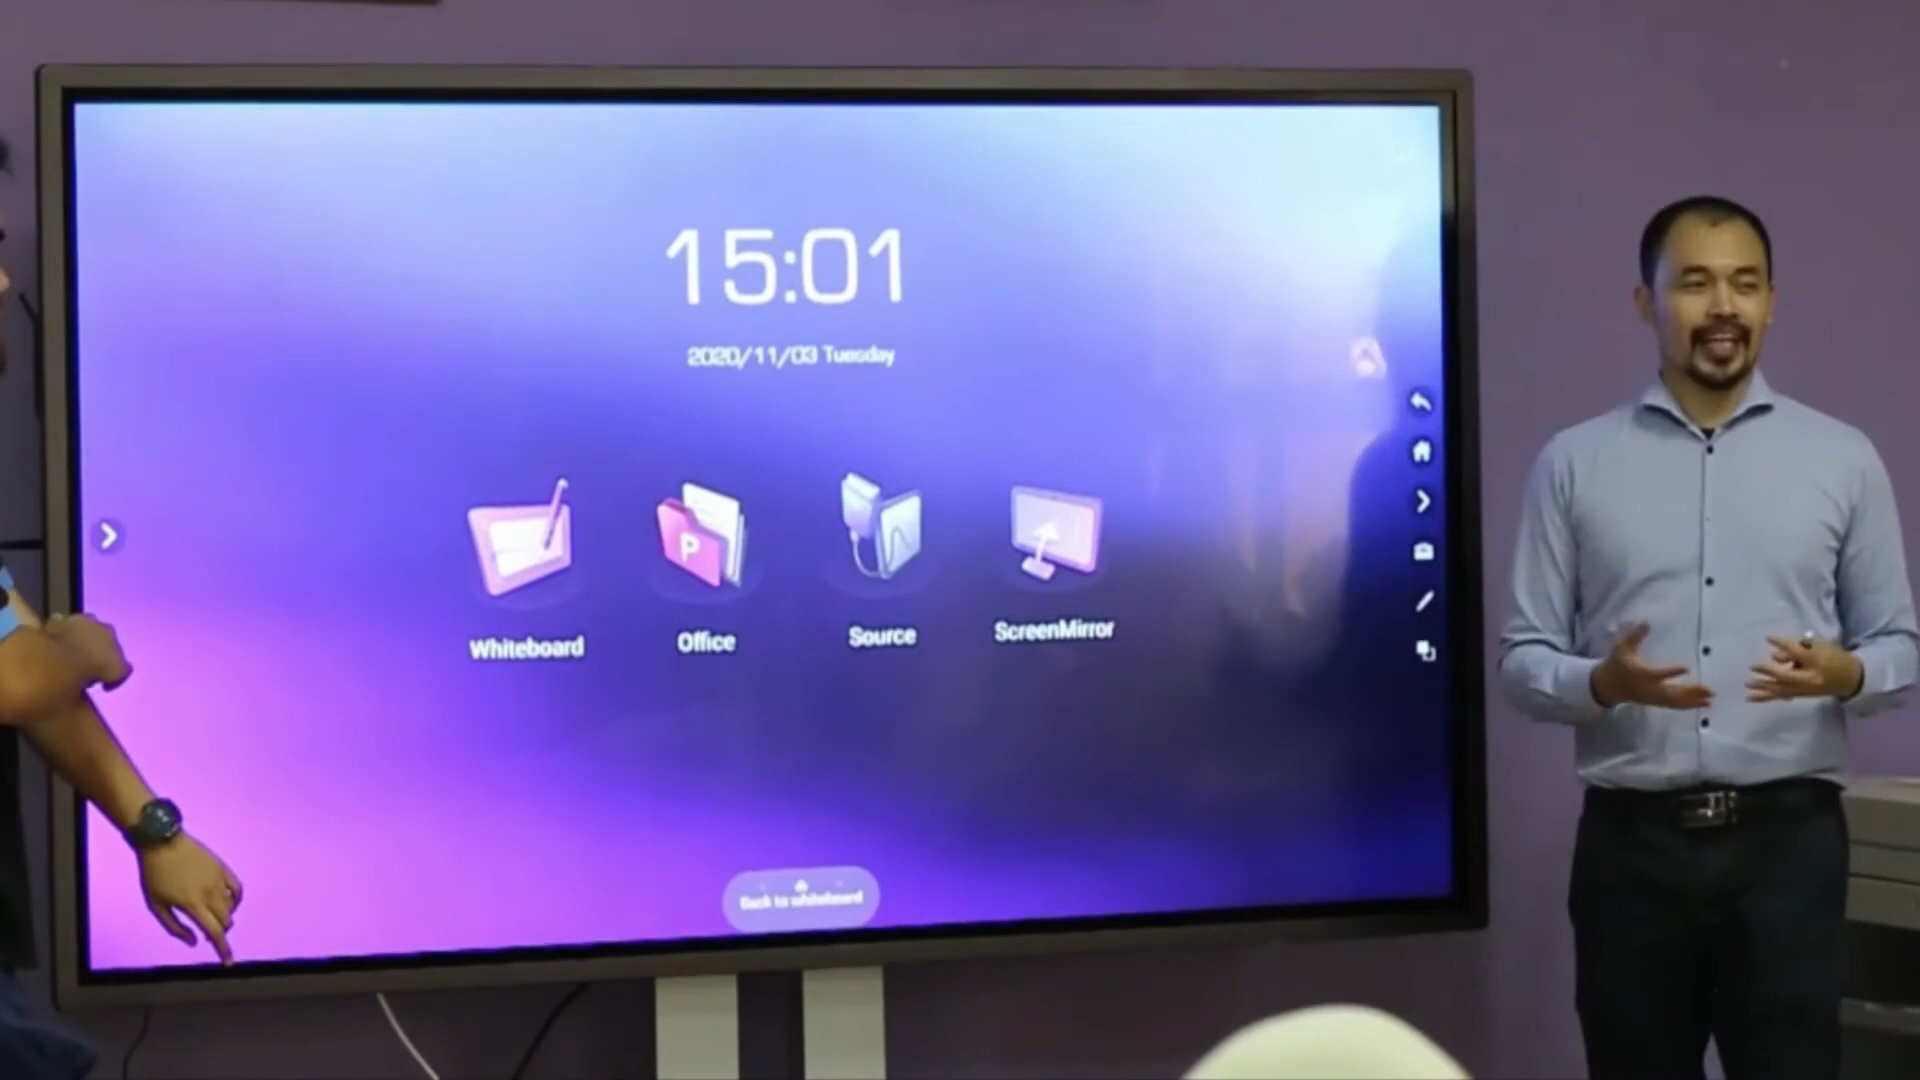 15:01
2020/11/03 Tuesday
P
Whiteboard
Office
Source
ScreenMirror
Back to whiteboard